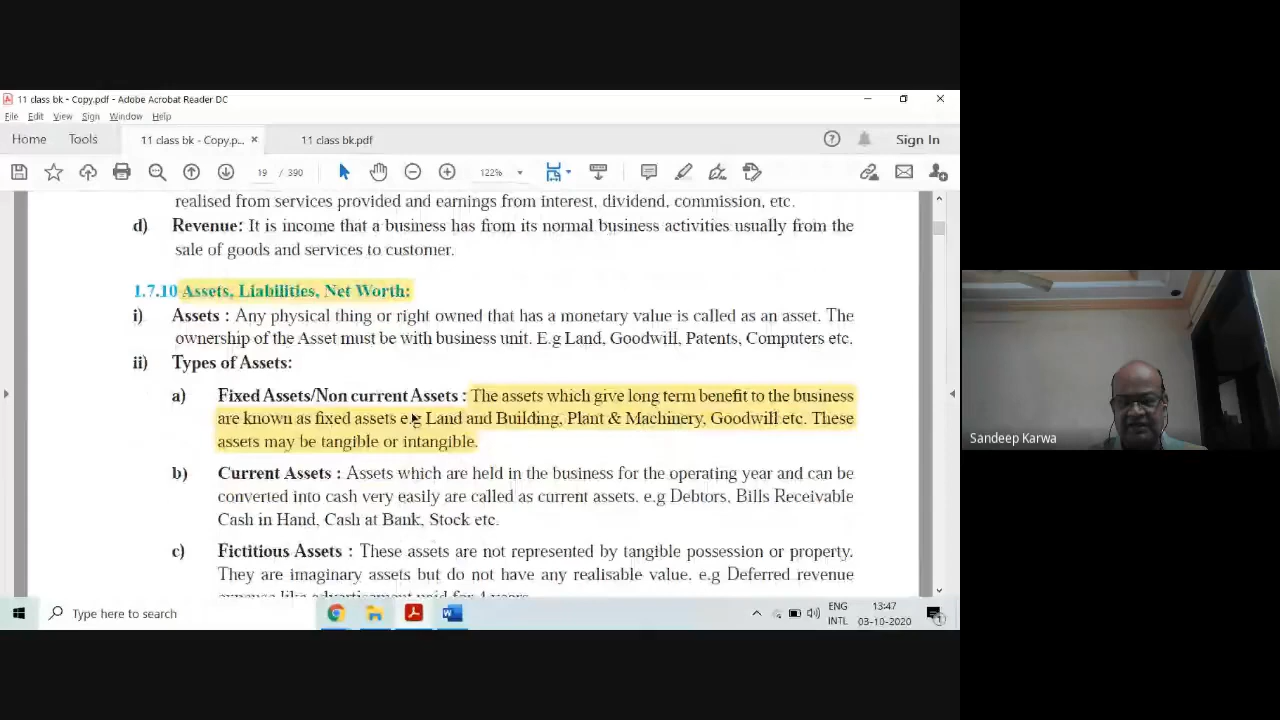 11 class bk - Copy.pdf - Adobe Acrobat Reader DC
File Edit View Sign Window Help
Home Tools 11 class bk - Copy.p... × 11 class bk.pdf Sign In
19 / 390 122%
realised from services provided and earnings from interest, dividend, commission, etc.
d) Revenue: It is income that a business has from its normal business activities usually from the
sale of goods and services to customer.
1.7.10 Assets, Liabilities, Net Worth:
i) Assets : Any physical thing or right owned that has a monetary value is called as an asset. The
ownership of the Asset must be with business unit. E.g Land, Goodwill, Patents, Computers etc.
ii) Types of Assets:
a) Fixed Assets/Non current Assets : The assets which give long term benefit to the business
are known as fixed assets e.g Land and Building, Plant & Machinery, Goodwill etc. These
assets may be tangible or intangible.
b) Current Assets : Assets which are held in the business for the operating year and can be
converted into cash very easily are called as current assets. e.g Debtors, Bills Receivable
Cash in Hand, Cash at Bank, Stock etc.
c) Fictitious Assets : These assets are not represented by tangible possession or property.
They are imaginary assets but do not have any realisable value. e.g Deferred revenue
expense like advertisement paid for 4 years.
Sandeep Karwa
Type here to search
ENG 13:47
INTL 03-10-2020